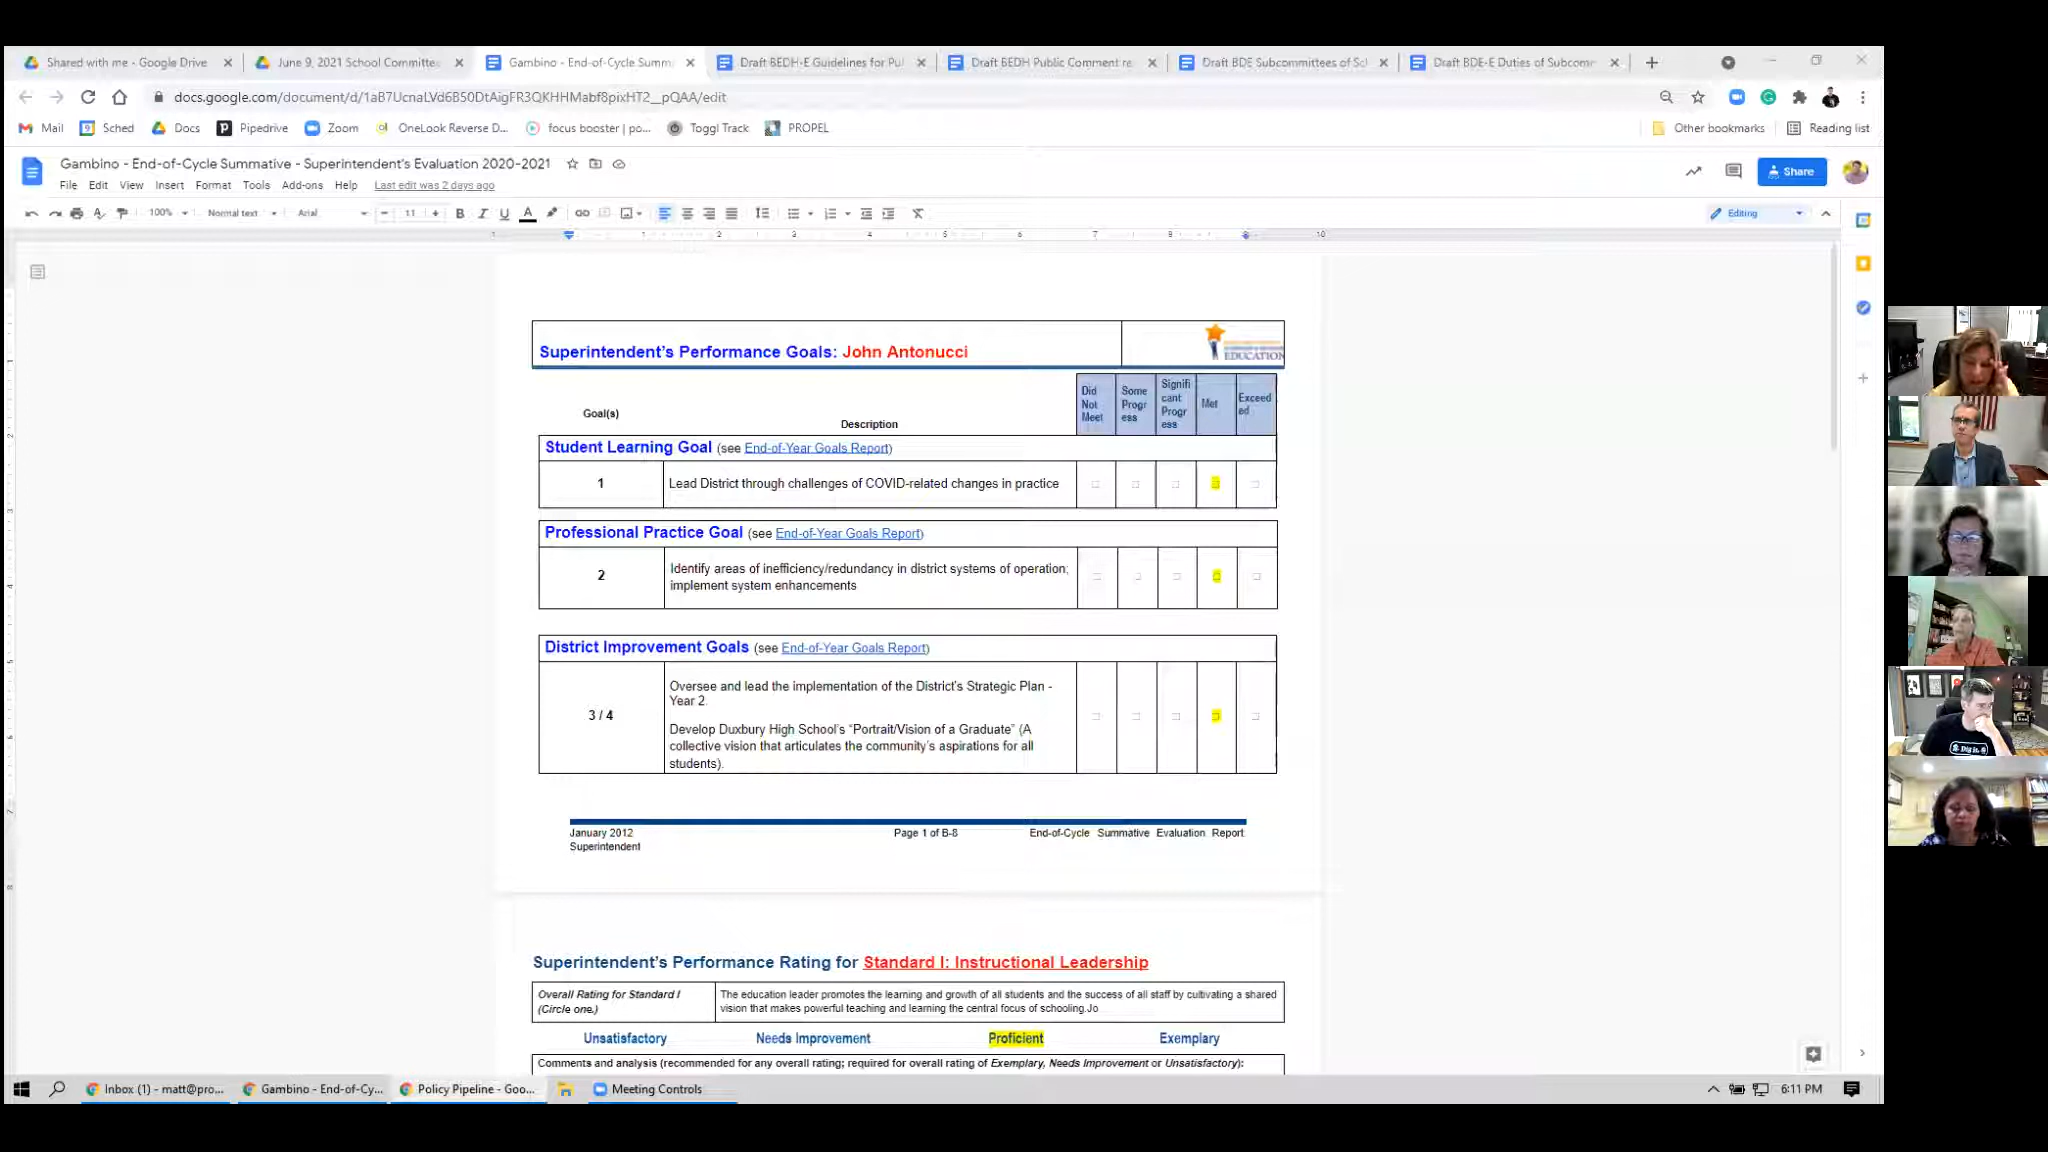 Shared with me - Google Drive
June 9, 2021 School Committee
Gambino - End-of-Cycle Summ
Draft BEDH-E Guidelines for Pul
Draft BEDH Public Comment re
Draft BDE Subcommittees of Sc
Draft BDE-E Duties of Subcomm
docs.google.com/document/d/1aB7UcnaLVd6B50DtAigFR3QKHHMabf8pixHT2__pQAA/edit
Mail Sched Docs Pipedrive Zoom OneLook Reverse D... focus booster | po... Toggl Track PROPEL Other bookmarks Reading list
Gambino - End-of-Cycle Summative - Superintendent's Evaluation 2020-2021
Share
File Edit View Insert Format Tools Add-ons Help Last edit was 2 days ago
100% Normal text Arial 11 Editing
Superintendent's Performance Goals: John Antonucci
EDUCATION
Goal(s)
Description
Did
Not
Meet
Some
Progr
ess
Signifi
cant
Progr
ess
Met
Exceed
ed
Student Learning Goal (see End-of-Year Goals Report)
1
Lead District through challenges of COVID-related changes in practice
Professional Practice Goal (see End-of-Year Goals Report)
2
Identify areas of inefficiency/redundancy in district systems of operation;
implement system enhancements
District Improvement Goals (see End-of-Year Goals Report)
3 / 4
Oversee and lead the implementation of the District's Strategic Plan -
Year 2.
Develop Duxbury High School's "Portrait/Vision of a Graduate" (A
collective vision that articulates the community's aspirations for all
students).
January 2012 Page 1 of B-8 End-of-Cycle Summative Evaluation Report
Superintendent
Superintendent's Performance Rating for Standard I: Instructional Leadership
Overall Rating for Standard I
(Circle one.)
The education leader promotes the learning and growth of all students and the success of all staff by cultivating a shared
vision that makes powerful teaching and learning the central focus of schooling.Jo
Unsatisfactory Needs Improvement Proficient Exemplary
Comments and analysis (recommended for any overall rating; required for overall rating of Exemplary, Needs Improvement or Unsatisfactory):
Inbox (1) - matt@pro... Gambino - End-of-Cy... Policy Pipeline - Goo... Meeting Controls 6:11 PM